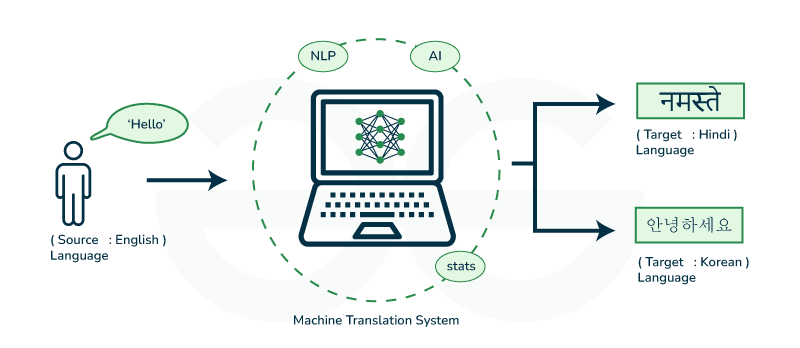 NLP
AI
'Hello'
( Source : English )
Language
stats
Machine Translation System
नमस्ते
( Target : Hindi )
Language
안녕하세요
( Target : Korean )
Language